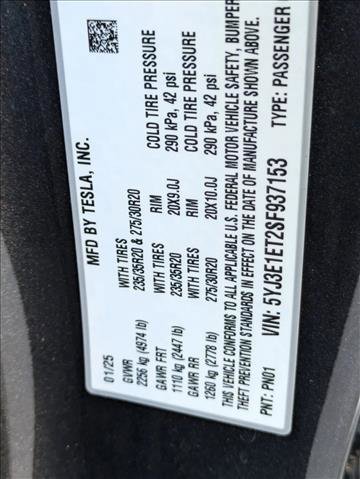 MFD BY TESLA, INC.
01/25
GVWR WITH TIRES COLD TIRE PRESSURE
2256 kg (4974 lb) 235/35R20 & 275/30R20 290 kPa, 42 psi
GAWR FRT WITH TIRES RIM COLD TIRE PRESSURE
1110 kg (2447 lb) 235/35R20 20X9.0J 290 kPa, 42 psi
GAWR RR WITH TIRES RIM COLD TIRE PRESSURE
1260 kg (2778 lb) 275/30R20 20X10.0J 290 kPa, 42 psi
THIS VEHICLE CONFORMS TO ALL APPLICABLE U.S. FEDERAL MOTOR VEHICLE SAFETY, BUMPER
VEHICLE STANDARDS IN EFFECT ON THE DATE OF MANUFACTURE SHOWN ABOVE.
PNT: PN01 VIN: 5YJ3E1ET2SF937153 TYPE: PASSENGER